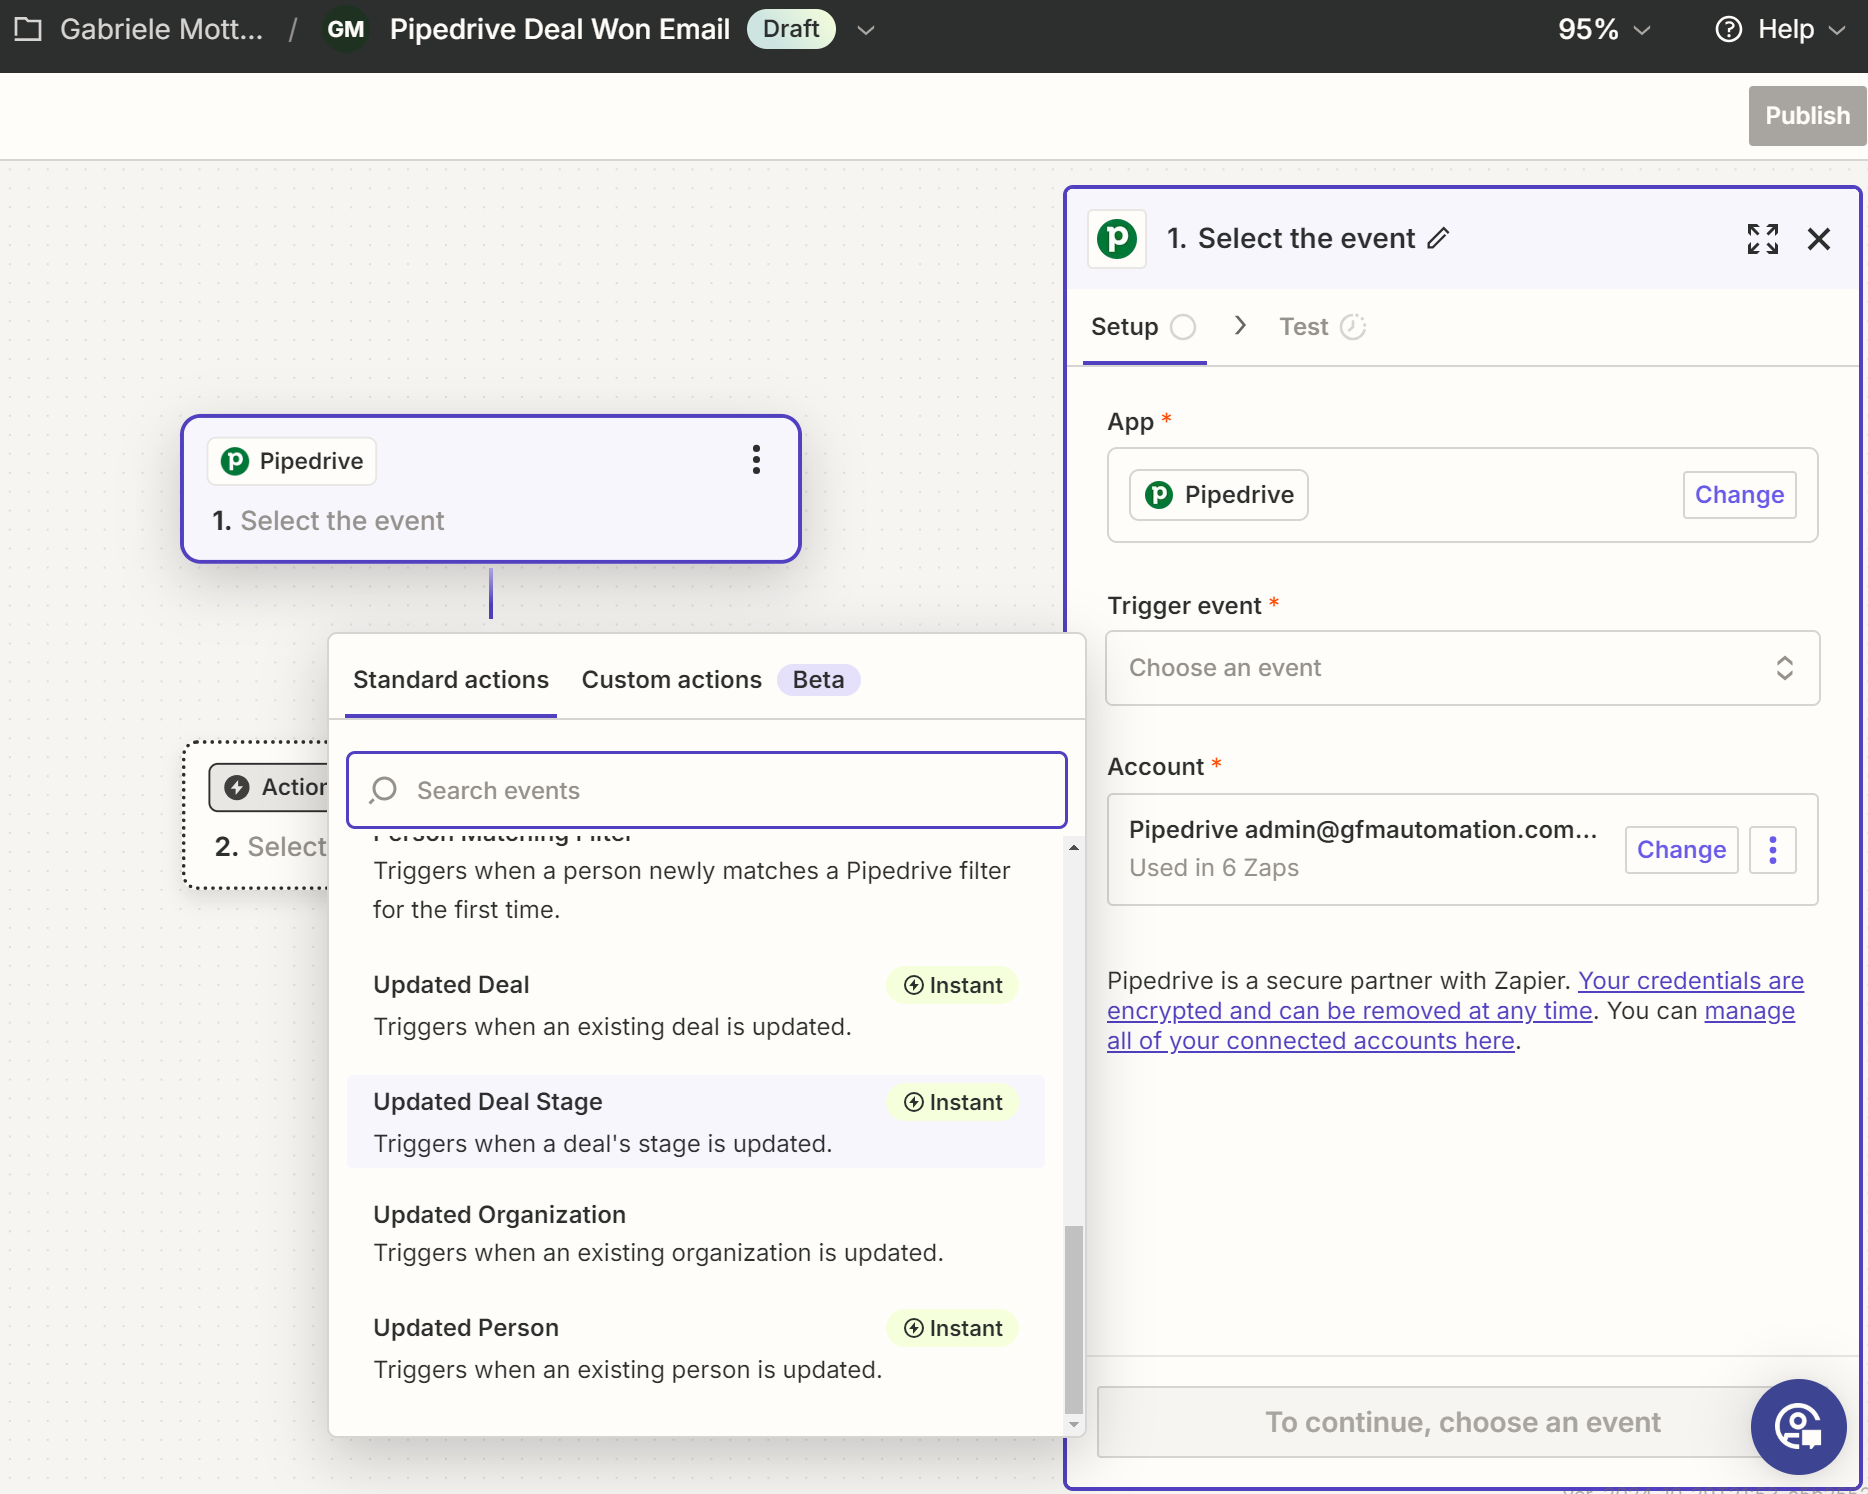 Gabriele Mott... / GM Pipedrive Deal Won Email Draft
95% Help
Publish
Pipedrive
1. Select the event
Action
2. Select
Standard actions Custom actions Beta
Search events
Person Matching Filter
Triggers when a person newly matches a Pipedrive filter
for the first time.
Updated Deal Instant
Triggers when an existing deal is updated.
Updated Deal Stage Instant
Triggers when a deal's stage is updated.
Updated Organization
Triggers when an existing organization is updated.
Updated Person Instant
Triggers when an existing person is updated.
1. Select the event
Setup Test
App *
Pipedrive Change
Trigger event *
Choose an event
Account *
Pipedrive admin@gfmautomation.com...
Used in 6 Zaps
Change
Pipedrive is a secure partner with Zapier. Your credentials are
encrypted and can be removed at any time. You can manage
all of your connected accounts here.
To continue, choose an event